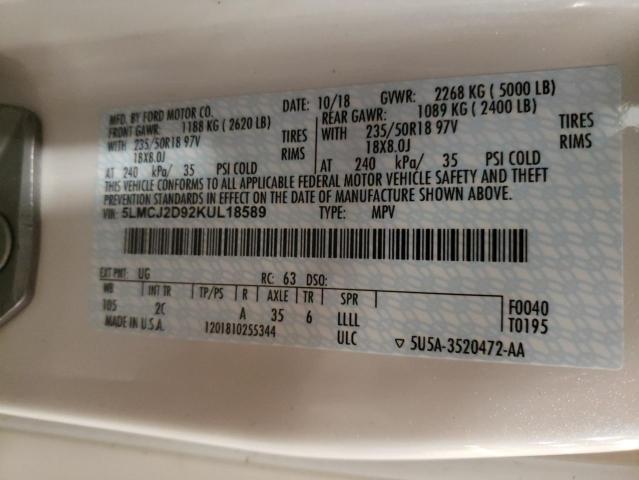 MFD. BY FORD MOTOR CO. DATE: 10/18 GVWR: 2268 KG ( 5000 LB)
FRONT GAWR: 1188 KG ( 2620 LB) REAR GAWR: 1089 KG ( 2400 LB)
WITH 235/50R18 97V TIRES WITH 235/50R18 97V TIRES
18X8.0J RIMS 18X8.0J RIMS
AT 240 kPa/ 35 PSI COLD AT 240 kPa/ 35 PSI COLD
THIS VEHICLE CONFORMS TO ALL APPLICABLE FEDERAL MOTOR VEHICLE SAFETY AND THEFT
PREVENTION STANDARDS IN EFFECT ON THE DATE OF MANUFACTURE SHOWN ABOVE.
VIN: 5LMCJ2D92KUL18589 TYPE: MPV
EXT PNT: UG RC: 63 DSO:
WB INT TR TP/PS R AXLE TR SPR F0040
105 2C A 35 6 LLLL T0195
MADE IN U.S.A. 1201810255344 ULC ▽ 5U5A-3520472-AA